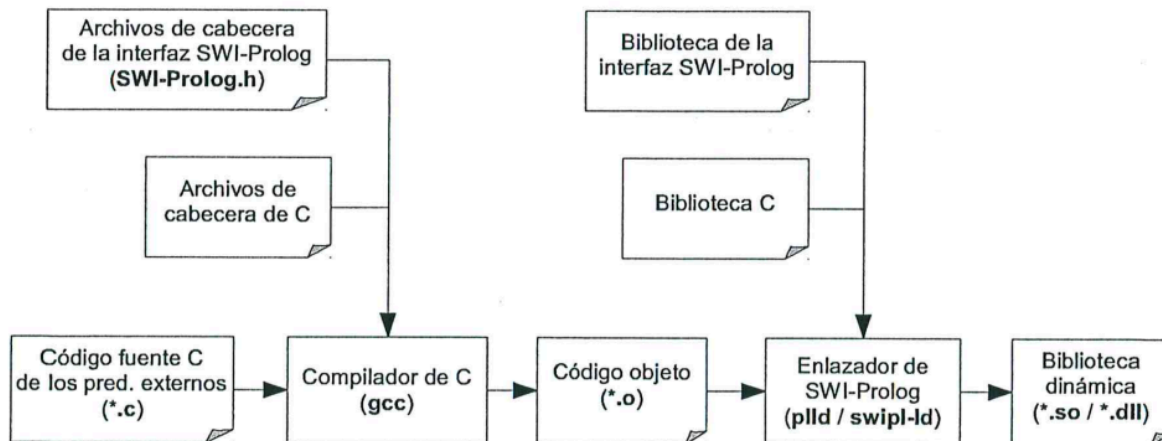 Archivos de cabecera
de la interfaz SWI-Prolog
(SWI-Prolog.h)
Biblioteca de la
interfaz SWI-Prolog
Archivos de
cabecera de C
Biblioteca C
Código fuente C
de los pred. externos
(*.c)
Compilador de C
(gcc)
Código objeto
(*.o)
Enlazador de
SWI-Prolog
(plld / swipl-ld)
Biblioteca
dinámica
(*.so / *.dll)